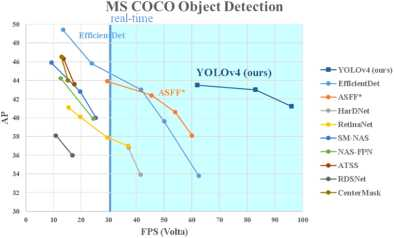 MS COCO Object Detection
real-time
EfficientDet
YOLOv4 (ours)
ASFF*
AP
50
48
46
44
42
40
38
36
34
32
30
0
10
20
30
40
50
60
70
80
90
100
FPS (Volta)
YOLOv4 (ours)
EfficientDet
ASFF*
HarDNet
RetinaNet
SM-NAS
NAS-FPN
ATSS
RDSNet
CenterMask